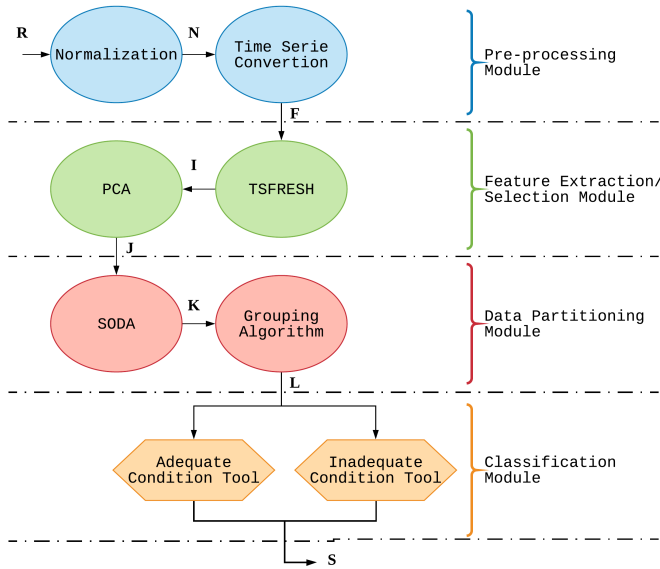 R
Normalization
N
Time Serie
Convertion
Pre-processing
Module
F
PCA
I
TSFRESH
Feature Extraction/
Selection Module
J
SODA
K
Grouping
Algorithm
Data Partitioning
Module
L
Adequate
Condition Tool
Inadequate
Condition Tool
Classification
Module
S